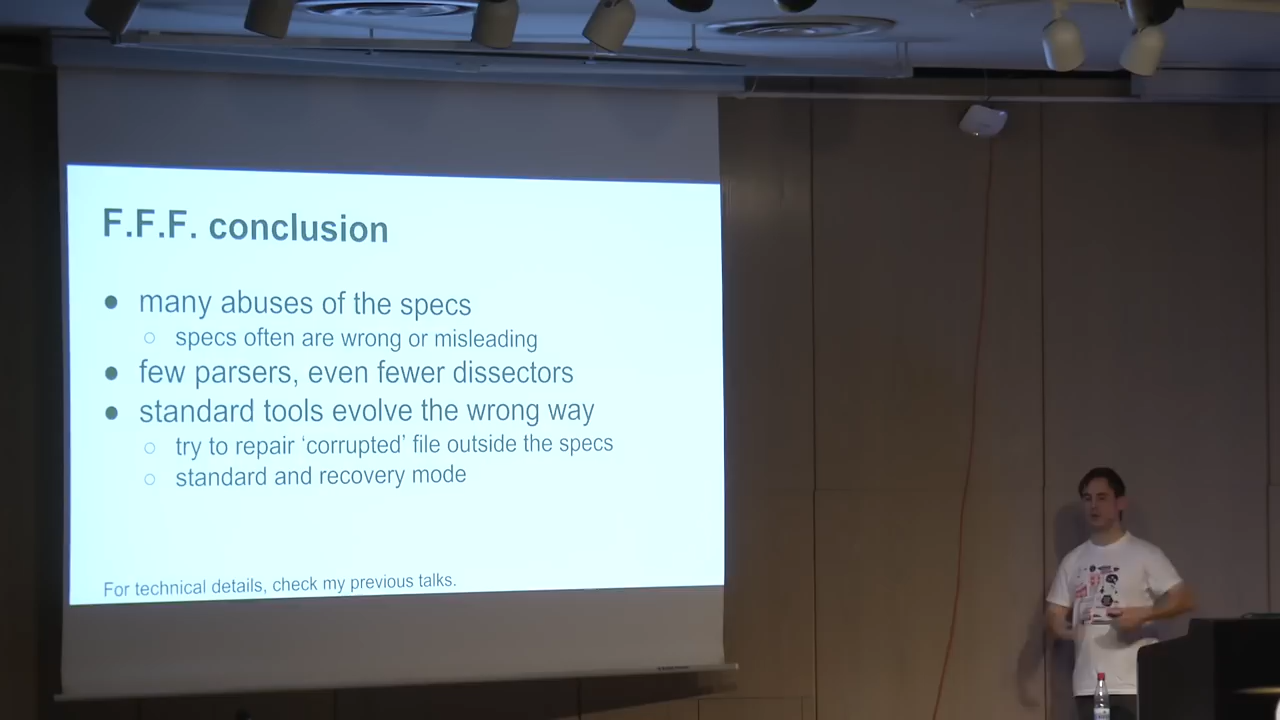 F.F.F. conclusion
● many abuses of the specs
○ specs often are wrong or misleading
● few parsers, even fewer dissectors
● standard tools evolve the wrong way
○ try to repair ‘corrupted’ file outside the specs
○ standard and recovery mode
For technical details, check my previous talks.